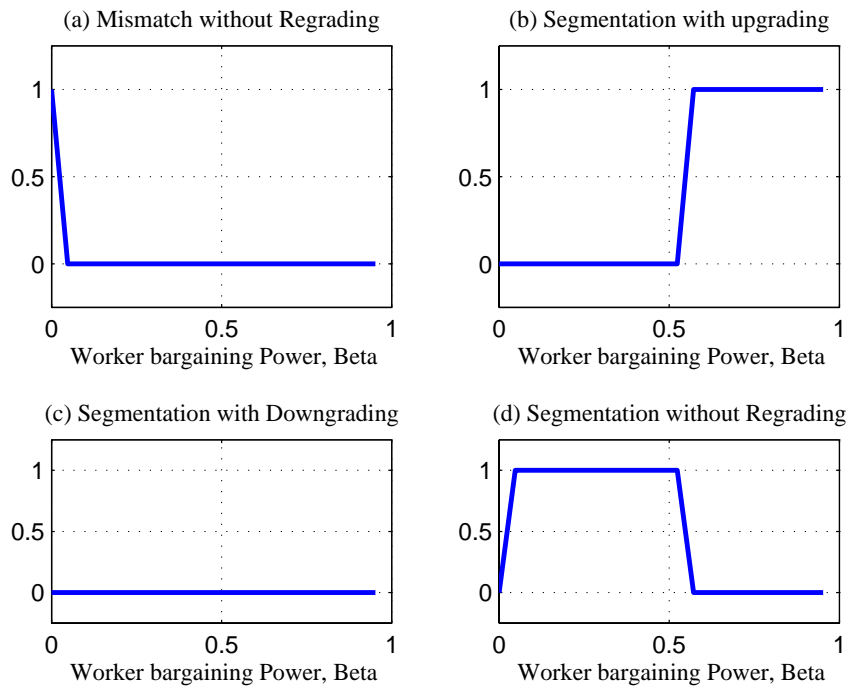 (a) Mismatch without Regrading
1
0.5
0
0 0.5 1
Worker bargaining Power, Beta
(b) Segmentation with upgrading
1
0.5
0
0 0.5 1
Worker bargaining Power, Beta
(c) Segmentation with Downgrading
1
0.5
0
0 0.5 1
Worker bargaining Power, Beta
(d) Segmentation without Regrading
1
0.5
0
0 0.5 1
Worker bargaining Power, Beta